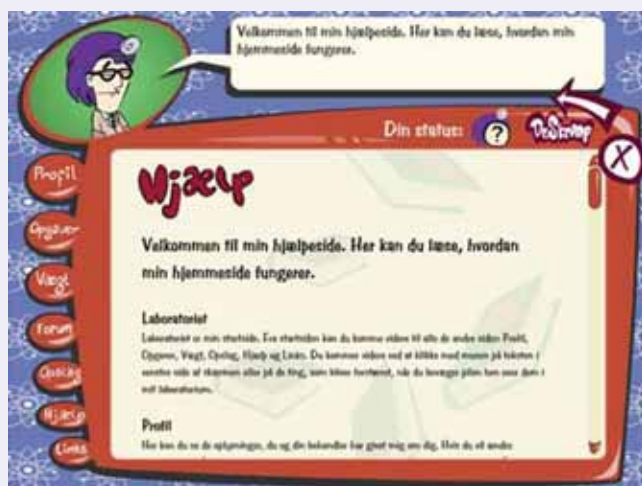 Velkommen til min hjælpeside. Her kan du læse, hvordan min
hjemmeside fungerer.
Din status:
?
X
Profil
Opgaver
Vægt
Forum
Opslag
Hjælp
Links
Hjælp
Velkommen til min hjælpeside. Her kan du læse, hvordan
min hjemmeside fungerer.
Laboratoriet
Laboratoriet er min startside. Fra startsiden kan du komme videre til alle de andre sider: Profil,
Opgaver, Vægt, Opslag, Hjælp og Links. Du kommer videre ved at klikke med musen på teksten i
venstre side af skærmen eller på de ting, som bliver forstørret, når du bevæger pilen hen over dem i
mit laboratorium.
Profil
Her kan du se de oplysninger, du og din behandler har givet mig om dig. Hvis du vil ændre